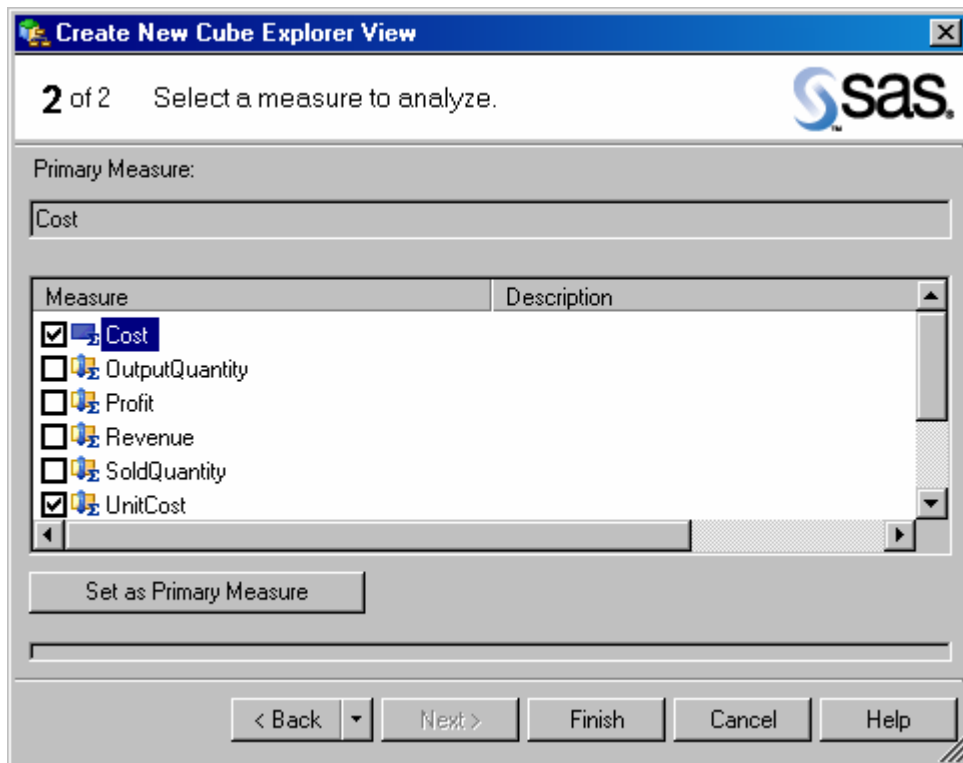 Create New Cube Explorer View
2 of 2 Select a measure to analyze.
sas.
TM
Primary Measure:
Cost
Measure Description
Cost
OutputQuantity
Profit
Revenue
SoldQuantity
UnitCost
Set as Primary Measure
< Back Next > Finish Cancel Help